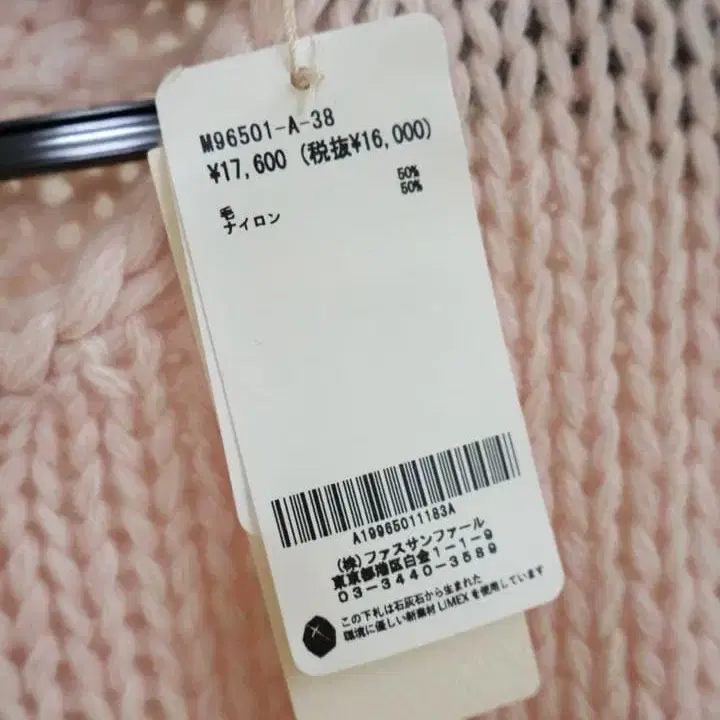 M96501-A-38
¥17,600 (税抜¥16,000)
毛 50%
ナイロン 50%
A19965011183A
(株)ファスサンファール
東京都港区白金1-1-9
03-3440-3589
この下札は石灰石から生まれた
環境に優しい新素材 LIMEX を使用しています